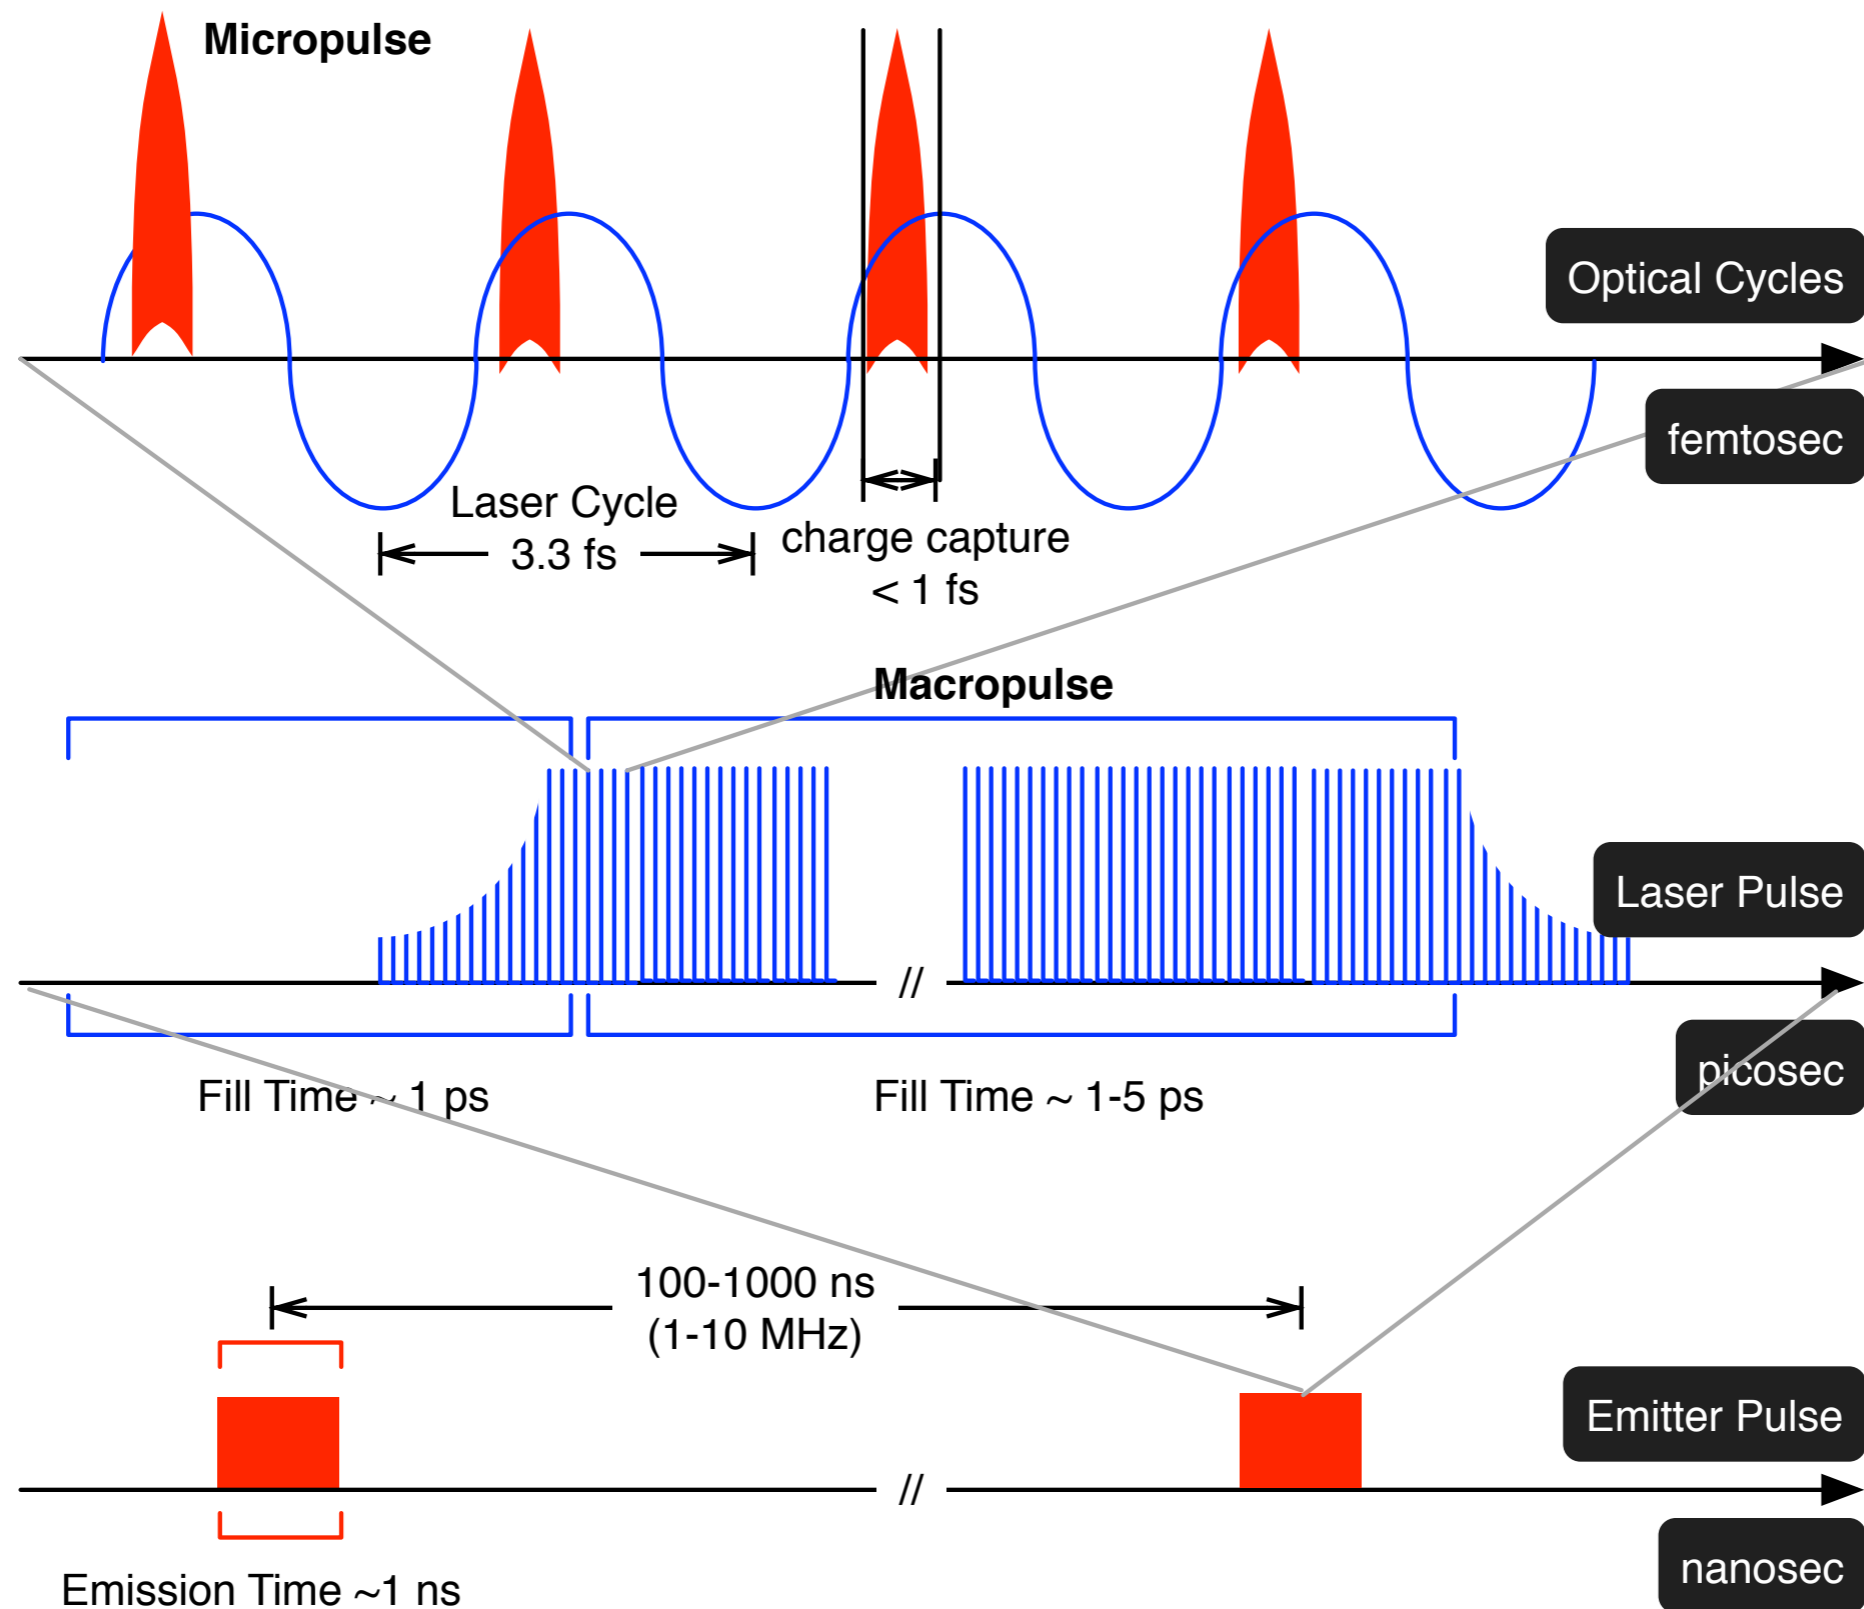 Micropulse
Optical Cycles
femtosec
Laser Cycle
3.3 fs
charge capture
< 1 fs
Macropulse
Laser Pulse
//
picosec
Fill Time ~ 1 ps
Fill Time ~ 1-5 ps
100-1000 ns
(1-10 MHz)
Emitter Pulse
//
nanosec
Emission Time ~1 ns